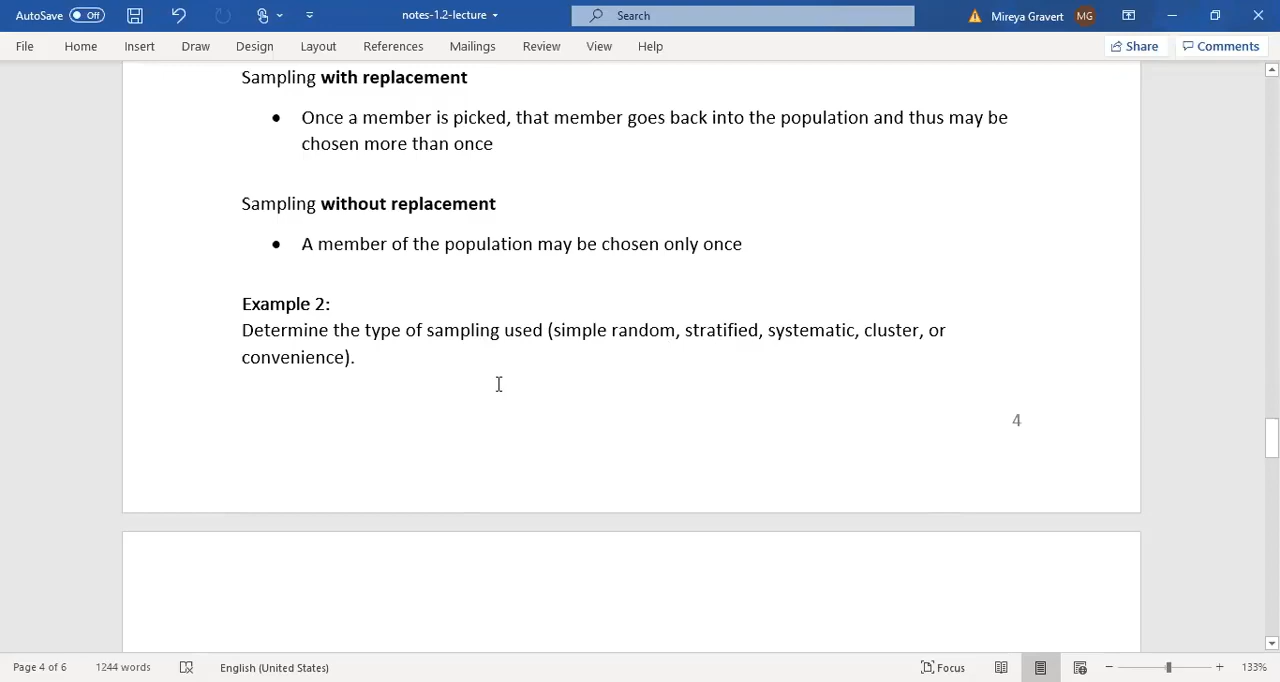 AutoSave Off notes-1.2-lecture Search Mireya Gravert MG
File Home Insert Draw Design Layout References Mailings Review View Help Share Comments
Sampling with replacement
• Once a member is picked, that member goes back into the population and thus may be
chosen more than once
Sampling without replacement
• A member of the population may be chosen only once
Example 2:
Determine the type of sampling used (simple random, stratified, systematic, cluster, or
convenience).
4
Page 4 of 6 1244 words English (United States) Focus 133%